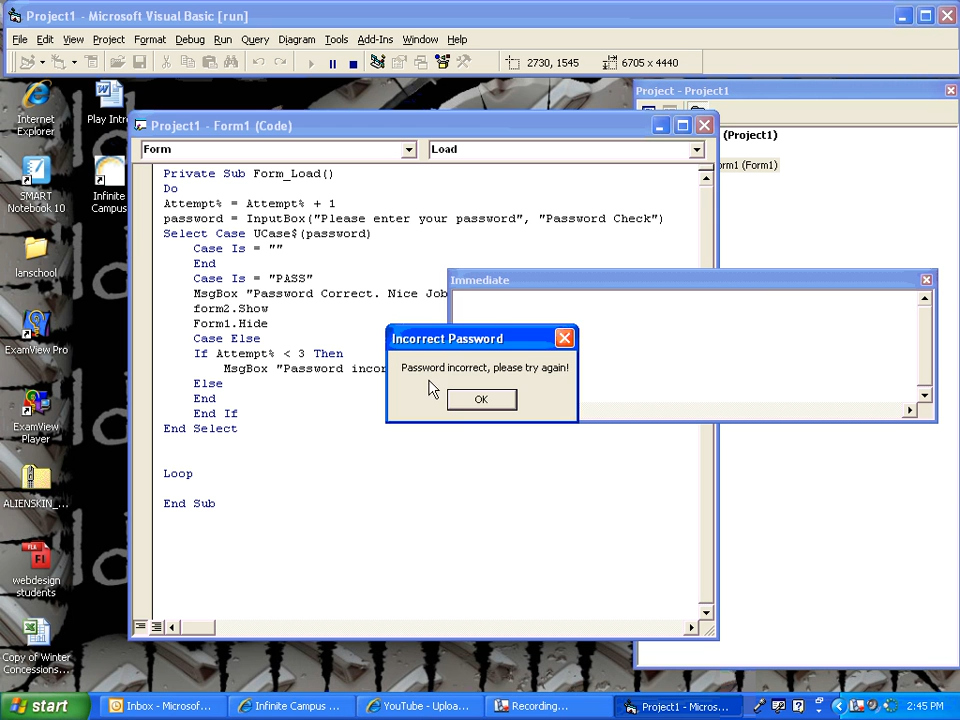 Project1 - Microsoft Visual Basic [run]
File Edit View Project Format Debug Run Query Diagram Tools Add-Ins Window Help
2730, 1545 6705 x 4440
Project - Project1
(Project1)
rm1 (Form1)
Internet
Explorer
Play Intr
SMART
Notebook 10
Infinite
Campus
lanschool
ExamView Pro
ExamView
Player
ALIENSKIN_...
webdesign
students
Copy of Winter
Concessions...
Project1 - Form1 (Code)
Form Load
Private Sub Form_Load()
Do
Attempt% = Attempt% + 1
password = InputBox("Please enter your password", "Password Check")
Select Case UCase$(password)
Case Is = ""
End
Case Is = "PASS"
MsgBox "Password Correct. Nice Job
form2.Show
Form1.Hide
Case Else
If Attempt% < 3 Then
MsgBox "Password incor
Else
End
End If
End Select
Loop
End Sub
Immediate
Incorrect Password
Password incorrect, please try again!
OK
start
Inbox - Microsof...
Infinite Campus ...
YouTube - Uploa...
Recording...
Project1 - Micros...
2:45 PM